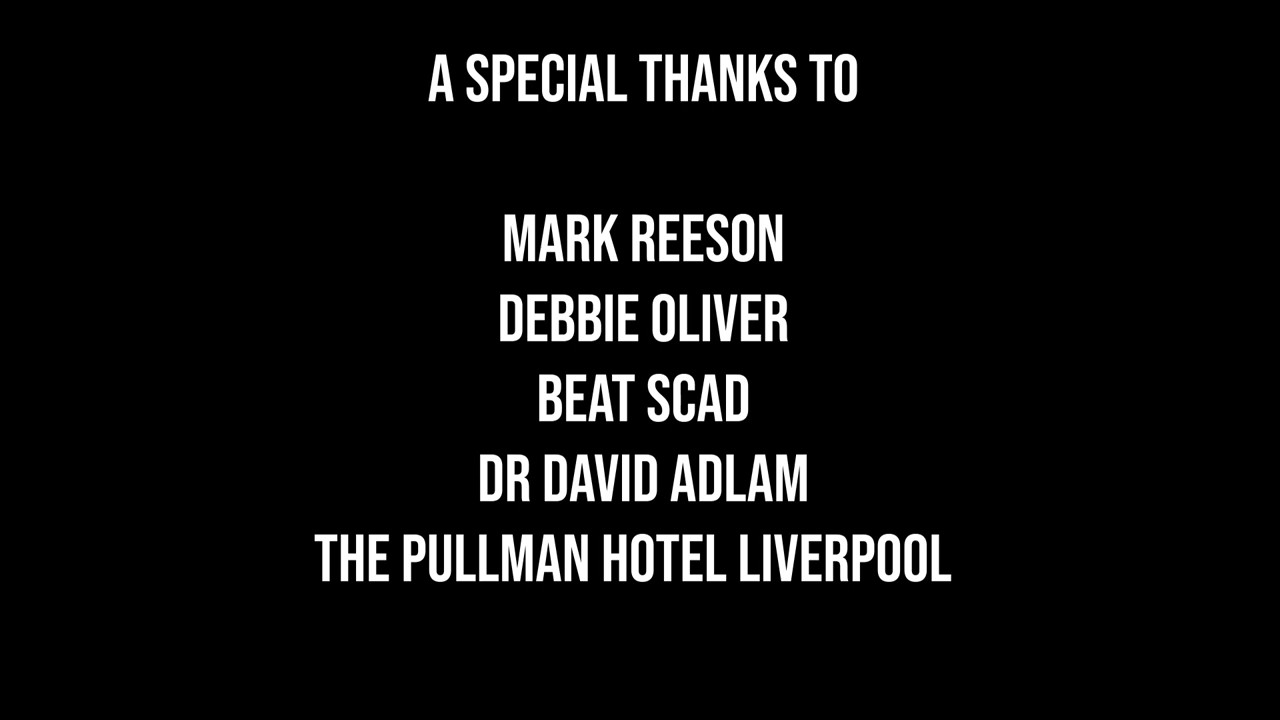 A SPECIAL THANKS TO
MARK REESON
DEBBIE OLIVER
BEAT SCAD
DR DAVID ADLAM
THE PULLMAN HOTEL LIVERPOOL